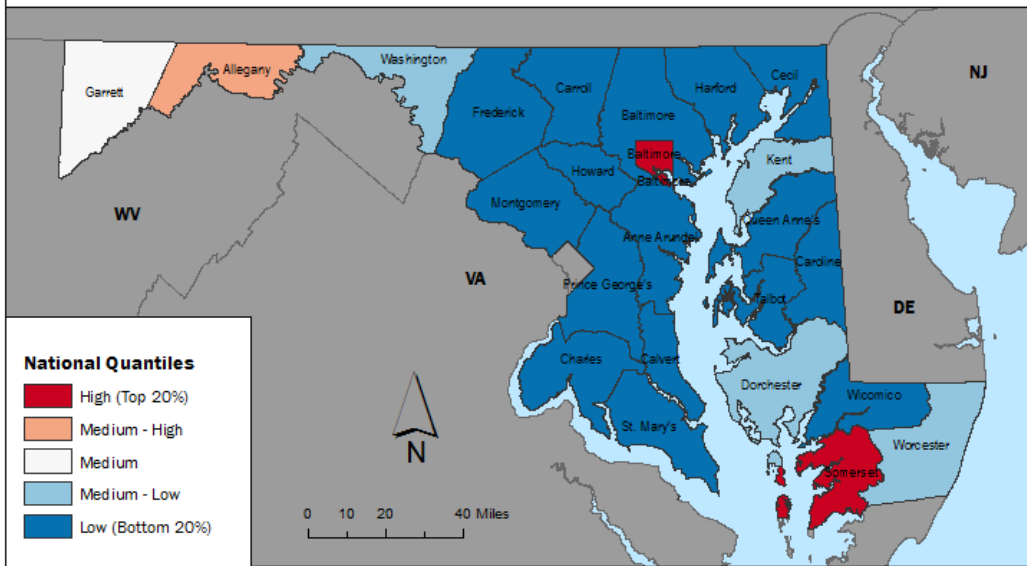 NJ
Washington
Allegany
Garrett
Carroll
Harford
Cecil
Frederick
Baltimore
Baltimore
Baltimore
Kent
Howard
Montgomery
WV
Queen Anne's
Anne Arundel
Caroline
VA
Prince George's
Talbot
DE
Charles
Calvert
Dorchester
Wicomico
St. Mary's
Worcester
Somerset
National Quantiles
High (Top 20%)
Medium - High
Medium
Medium - Low
Low (Bottom 20%)
N
0 10 20 40 Miles